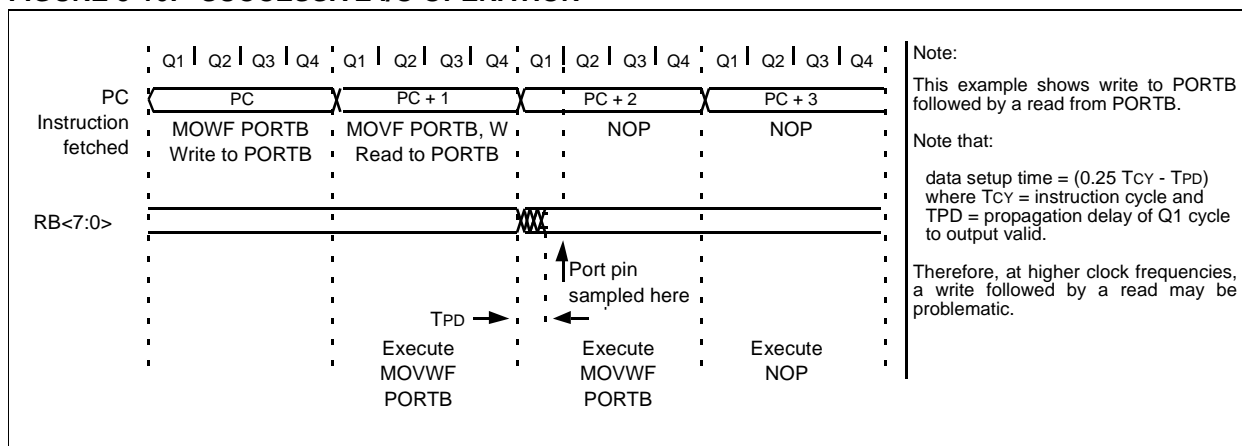 Q1 Q2 Q3 Q4 Q1 Q2 Q3 Q4 Q1 Q2 Q3 Q4 Q1 Q2 Q3 Q4
PC PC PC + 1 PC + 2 PC + 3
Instruction
fetched
MOWF PORTB
Write to PORTB
MOVF PORTB, W
Read to PORTB
NOP
NOP
RB<7:0>
Port pin
sampled here
TPD
Execute
MOVWF
PORTB
Execute
MOVWF
PORTB
Execute
NOP
Note:
This example shows write to PORTB
followed by a read from PORTB.
Note that:
data setup time = (0.25 TCY - TPD)
where TCY = instruction cycle and
TPD = propagation delay of Q1 cycle
to output valid.
Therefore, at higher clock frequencies,
a write followed by a read may be
problematic.